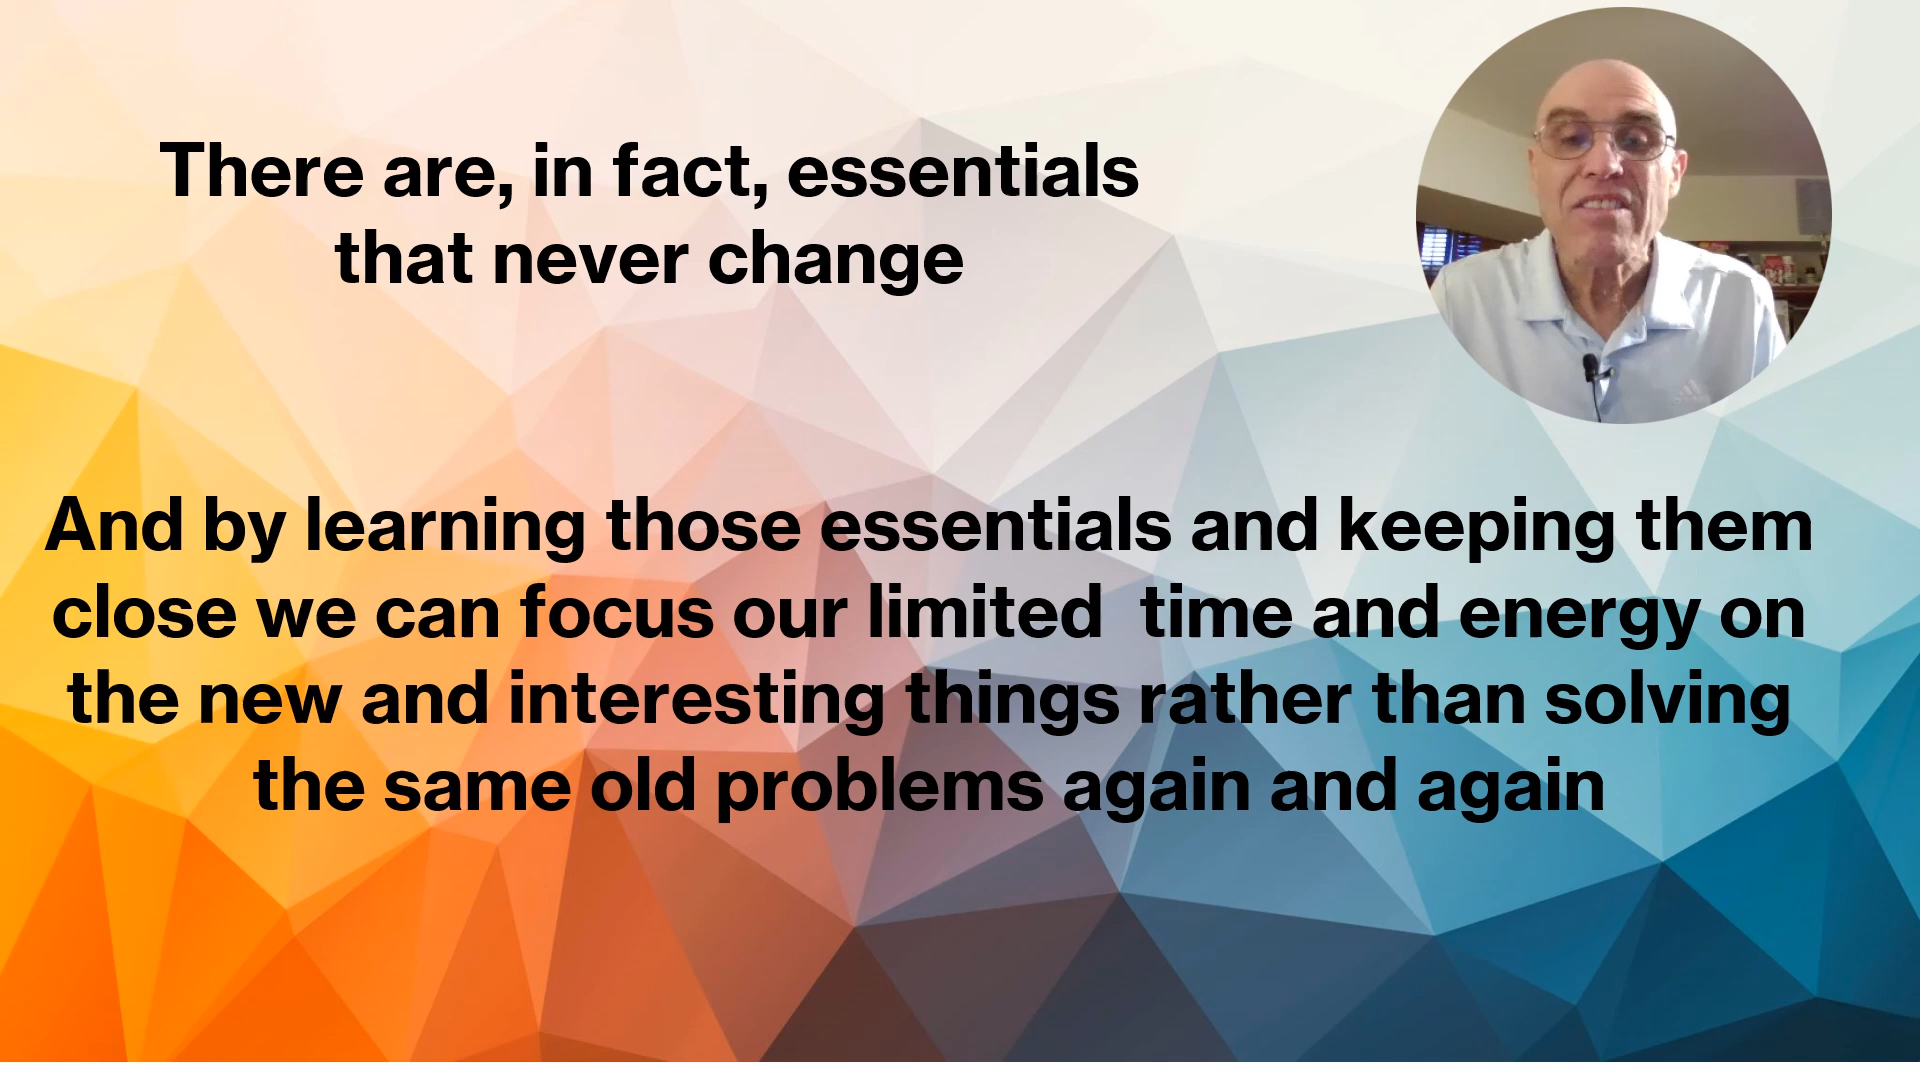 There are, in fact, essentials
that never change
And by learning those essentials and keeping them
close we can focus our limited  time and energy on
the new and interesting things rather than solving
the same old problems again and again